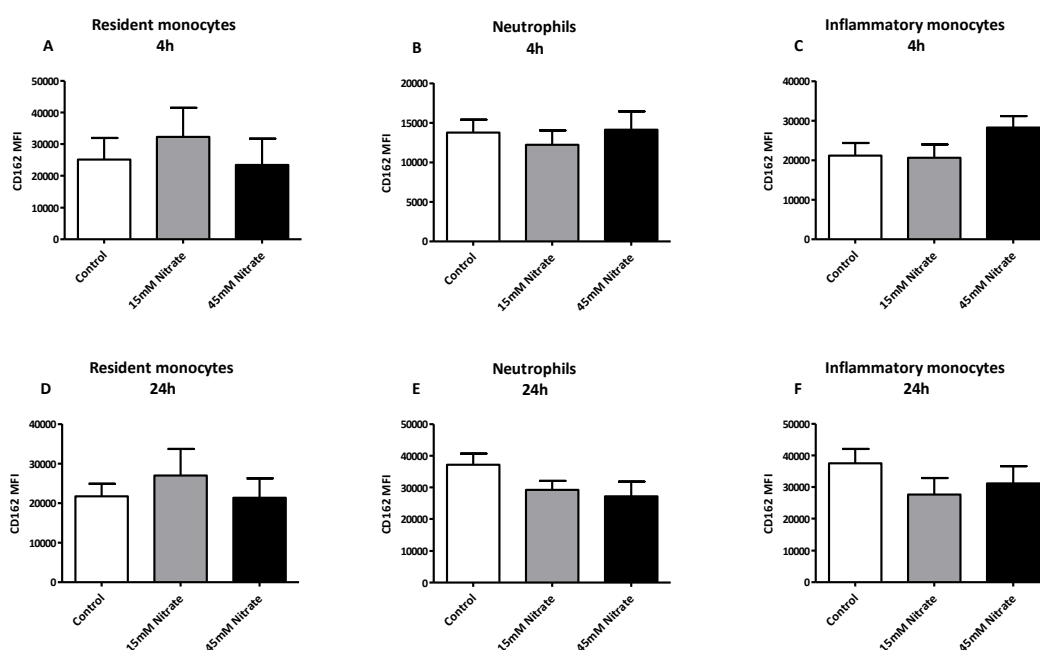 Resident monocytes
A 4h
50000
40000
30000
20000
10000
0
CD162 MFI
Control
15mM Nitrate
45mM Nitrate
Neutrophils
B 4h
20000
15000
10000
5000
0
CD162 MFI
Control
15mM Nitrate
45mM Nitrate
Inflammatory monocytes
C 4h
40000
30000
20000
10000
0
CD162 MFI
Control
15mM Nitrate
45mM Nitrate
Resident monocytes
D 24h
40000
30000
20000
10000
0
CD162 MFI
Control
15mM Nitrate
45mM Nitrate
Neutrophils
E 24h
50000
40000
30000
20000
10000
0
CD162 MFI
Control
15mM Nitrate
45mM Nitrate
Inflammatory monocytes
F 24h
50000
40000
30000
20000
10000
0
CD162 MFI
Control
15mM Nitrate
45mM Nitrate